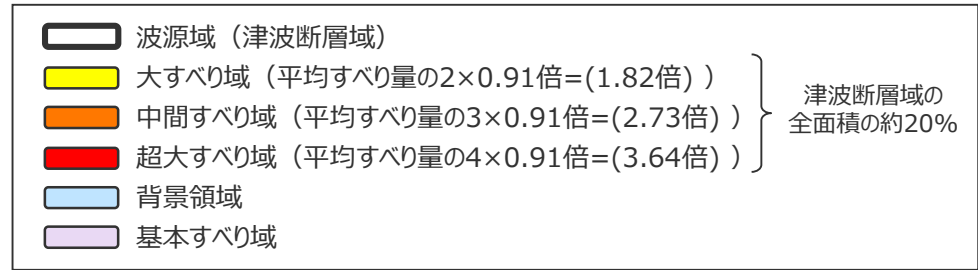 波源域（津波断層域）
大すべり域（平均すべり量の2×0.91倍=(1.82倍) ）
中間すべり域（平均すべり量の3×0.91倍=(2.73倍) ）
超大すべり域（平均すべり量の4×0.91倍=(3.64倍) ）
背景領域
基本すべり域
津波断層域の
全面積の約20%